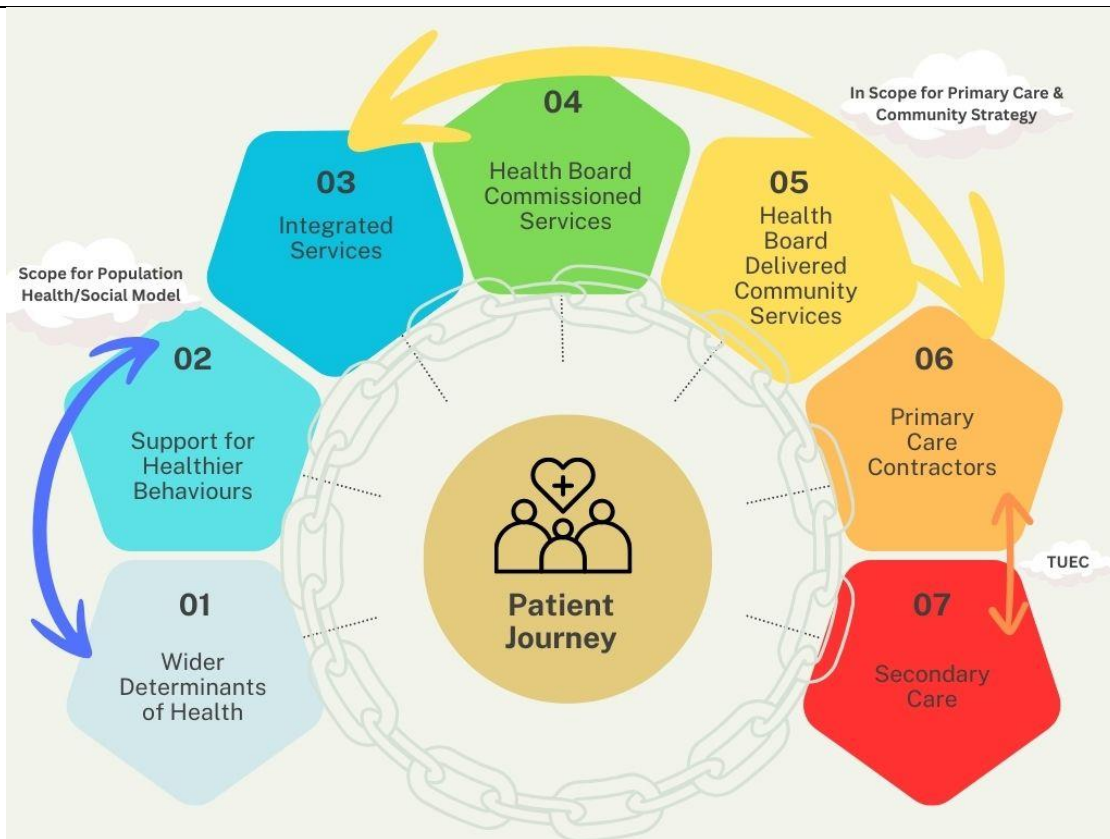 In Scope for Primary Care &
Community Strategy
Scope for Population
Health/Social Model
01
Wider
Determinants
of Health
02
Support for
Healthier
Behaviours
03
Integrated
Services
04
Health Board
Commissioned
Services
05
Health
Board
Delivered
Community
Services
06
Primary
Care
Contractors
TUEC
07
Secondary
Care
Patient
Journey